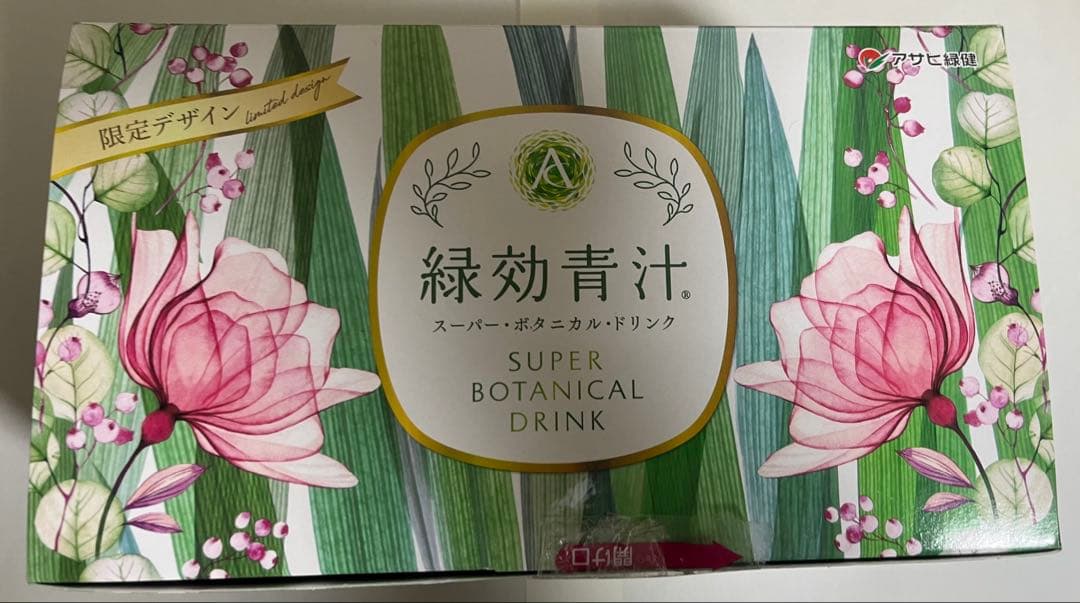 アサヒ緑健
限定デザイン limited design
A
緑効青汁®
スーパー・ボタニカル・ドリンク
SUPER
BOTANICAL
DRINK
開け口